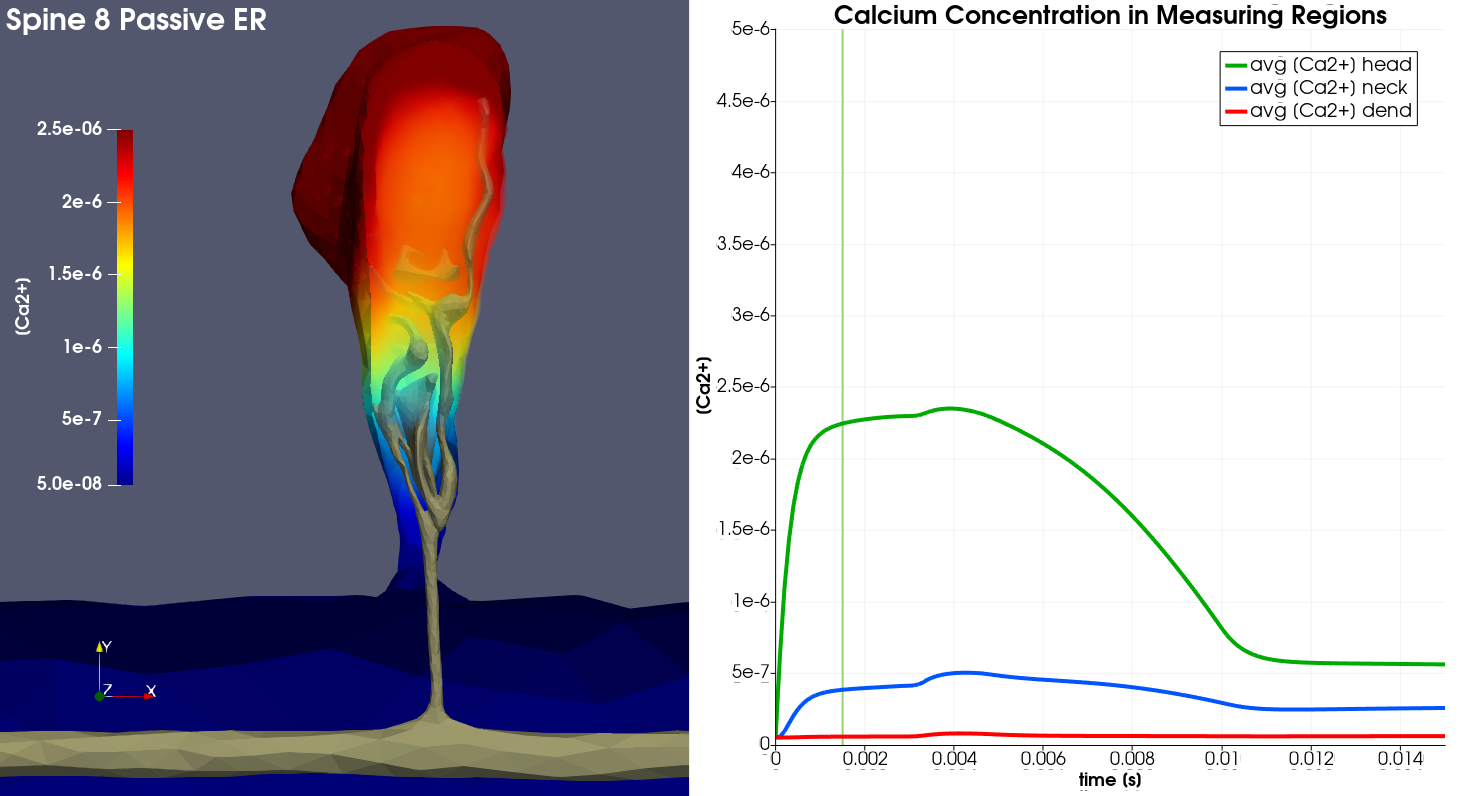 Spine 8 Passive ER
2.5e-06
2e-6
1.5e-6
1e-6
5e-7
5.0e-08
(Ca2+)
Y
Z
X
Calcium Concentration in Measuring Regions
avg (Ca2+) head
avg (Ca2+) neck
avg (Ca2+) dend
5e-6
4.5e-6
4e-6
3.5e-6
3e-6
2.5e-6
2e-6
1.5e-6
1e-6
5e-7
0
(Ca2+)
0 0.002 0.004 0.006 0.008 0.01 0.012 0.014
time (s)